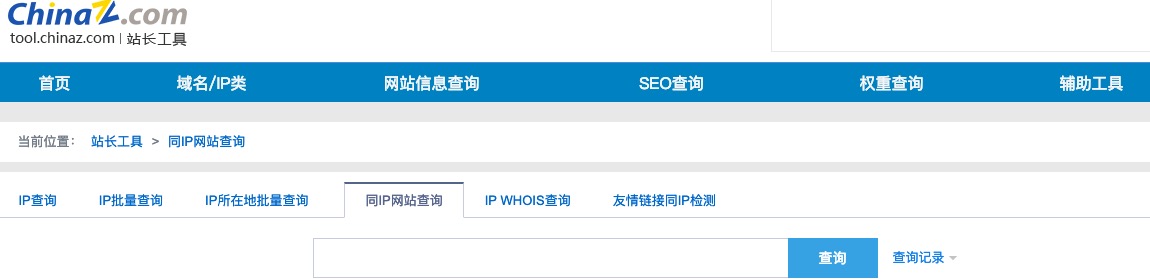 ChinaZ.com
tool.chinaz.com | 站长工具
首页 域名/IP类 网站信息查询 SEO查询 权重查询 辅助工具
当前位置： 站长工具 > 同IP网站查询
IP查询 IP批量查询 IP所在地批量查询 同IP网站查询 IP WHOIS查询 友情链接同IP检测
查询 查询记录